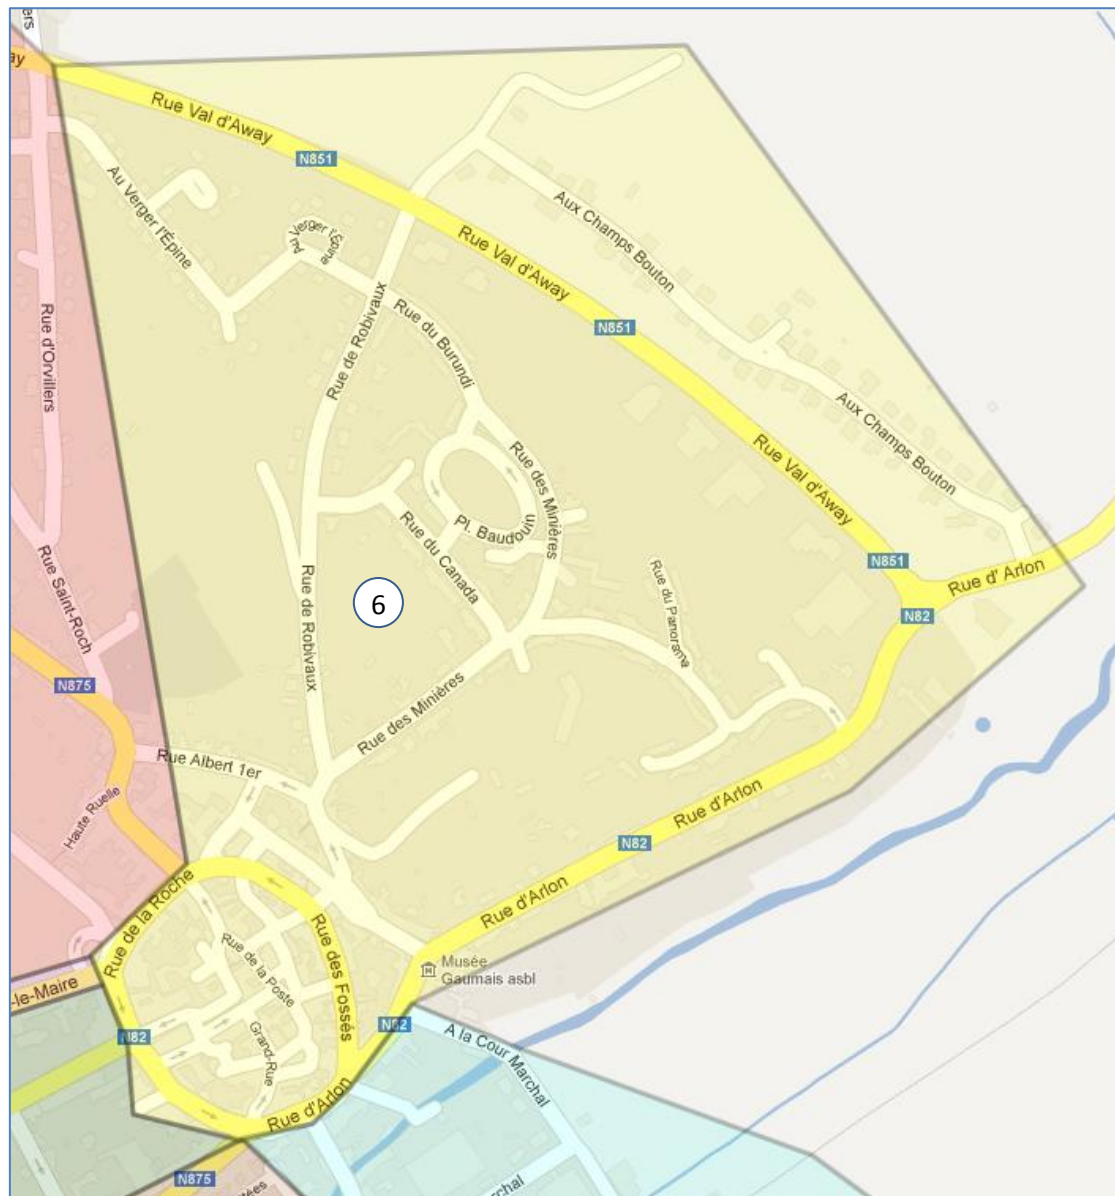 ers
ay
Rue Val d'Away
N851
Au Verger l'Épine
Au Verger l'Épine
Aux Champs Bouton
Rue Val d'Away
N851
Rue d'Orvillers
Rue de Robivaux
Rue du Burundi
Aux Champs Bouton
Rue des Minières
Rue Val d'Away
Pl. Baudouin
Rue du Canada
N851
Rue d' Arlon
N82
Rue Saint-Roch
Rue de Robivaux
6
Rue du Panorama
N875
Rue des Minières
Rue Albert 1er
Haute Ruelle
Rue d'Arlon
N82
Rue de la Roche
Rue d'Arlon
Rue des Fossés
Rue de la Poste
Musée
Gaumais asbl
-le-Maire
N82
N82
Grand-Rue
A la Cour Marchal
Rue d'Arlon
N875
rchal